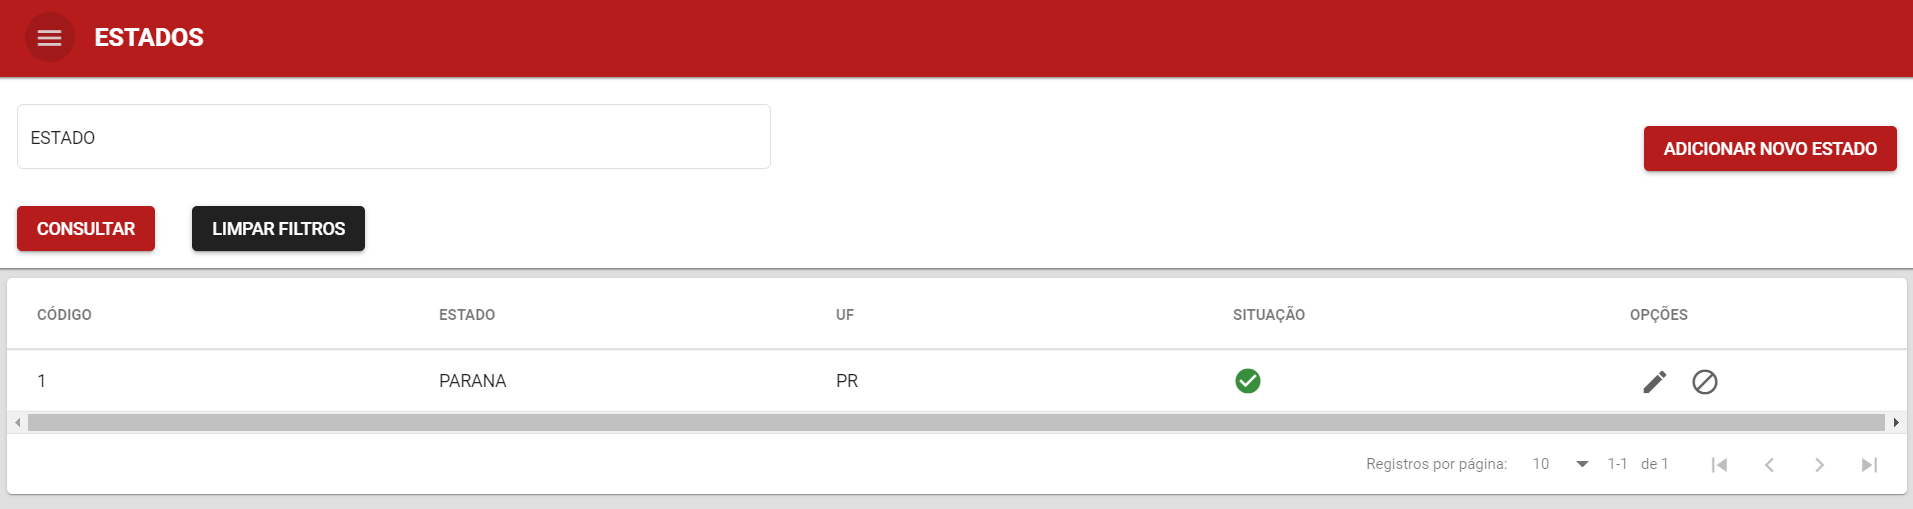 ESTADOS
ESTADO
ADICIONAR NOVO ESTADO
CONSULTAR LIMPAR FILTROS
CÓDIGO ESTADO UF SITUAÇÃO OPÇÕES
1 PARANA PR
Registros por página: 10 1-1 de 1